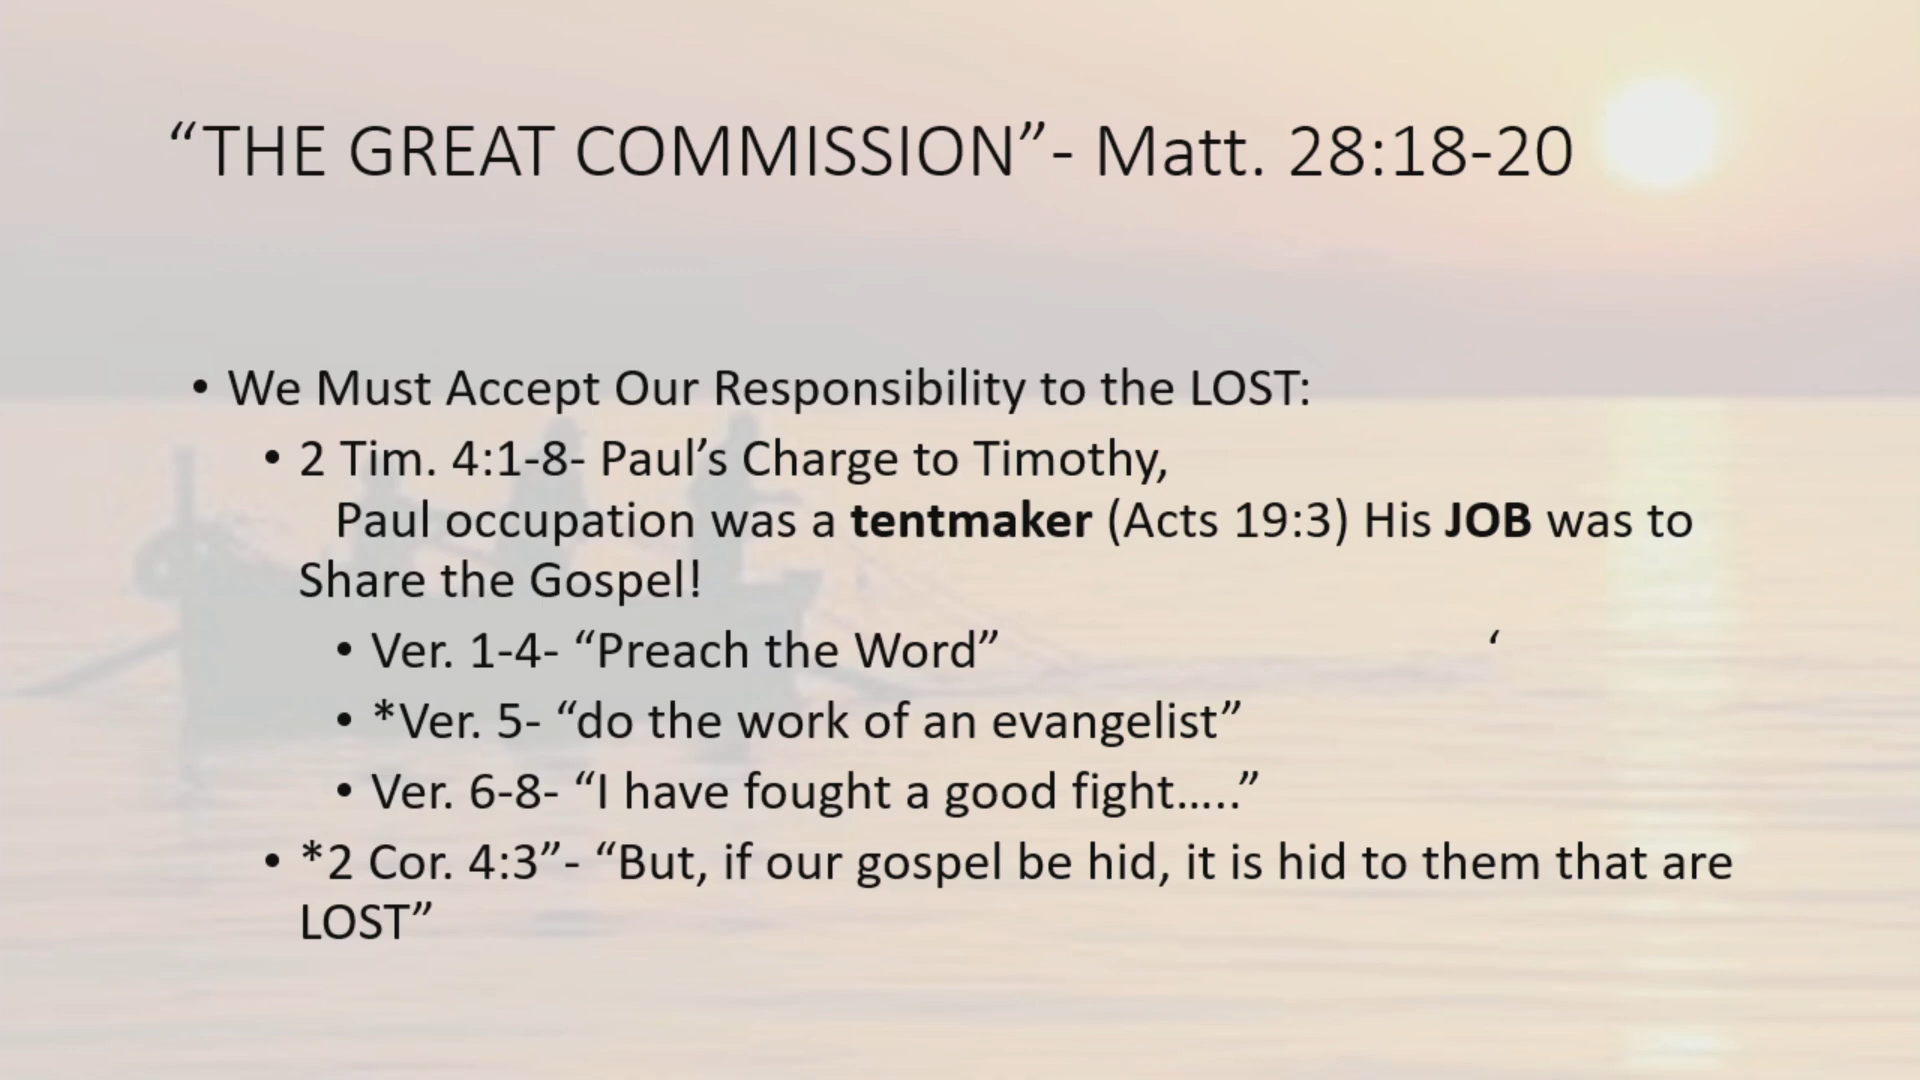 “THE GREAT COMMISSION”- Matt. 28:18-20
• We Must Accept Our Responsibility to the LOST:
• 2 Tim. 4:1-8- Paul’s Charge to Timothy,
Paul occupation was a tentmaker (Acts 19:3) His JOB was to
Share the Gospel!
• Ver. 1-4- “Preach the Word” ‘
• *Ver. 5- “do the work of an evangelist”
• Ver. 6-8- “I have fought a good fight…..”
• *2 Cor. 4:3”- “But, if our gospel be hid, it is hid to them that are
LOST”